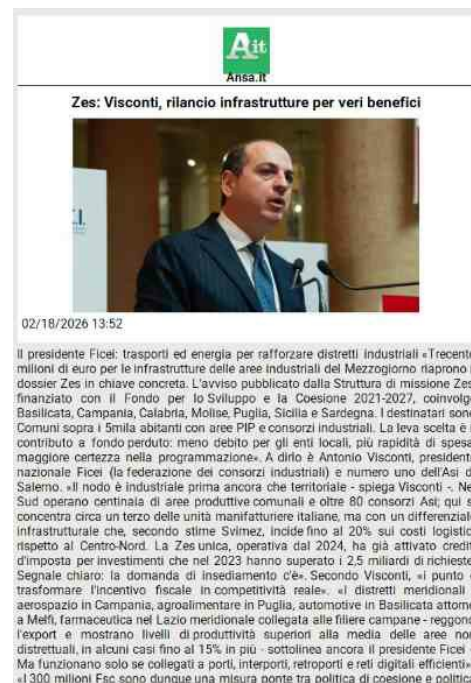 Ait
Ansa.it
Zes: Visconti, rilancio infrastrutture per veri benefici
02/18/2026 13:52
Il presidente Ficei: trasporti ed energia per rafforzare distretti industriali «Trecento
milioni di euro per le infrastrutture delle aree industriali del Mezzogiorno riaprono
dossier Zes in chiave concreta. L'avviso pubblicato dalla Struttura di missione Zes
finanziato con il Fondo per lo Sviluppo e la Coesione 2021-2027, coinvolge
Basilicata, Campania, Calabria, Molise, Puglia, Sicilia e Sardegna. I destinatari sono
Comuni sopra i 5mila abitanti con aree PIP e consorzi industriali. La leva scelta è
contributo a fondo perduto: meno debito per gli enti locali, più rapidità di spesa,
maggiore certezza nella programmazione». A dirlo è Antonio Visconti, presidente
nazionale Ficei (la federazione dei consorzi industriali) e numero uno dell'Asi d
Salerno. «Il nodo è industriale prima ancora che territoriale - spiega Visconti -. Ne
Sud operano centinaia di aree produttive comunali e oltre 80 consorzi Asi; qui s
concentra circa un terzo delle unità manifatturiere italiane, ma con un differenziale
infrastrutturale che, secondo stime Svimez, incide fino al 20% sui costi logistic
rispetto al Centro-Nord. La Zes unica, operativa dal 2024, ha già attivato credit
d'imposta per investimenti che nel 2023 hanno superato i 2,5 miliardi di richieste
Segnale chiaro: la domanda di insediamento c'è». Secondo Visconti, «i punto
trasformare l'incentivo fiscale in competitività reale». «i distretti meridionali
aerospazio in Campania, agroalimentare in Puglia, automotive in Basilicata attorno
a Melfi, farmaceutica nel Lazio meridionale collegata alle filiere campane - reggono
l'export e mostrano livelli di produttività superiori alla media delle aree non
distrettuali, in alcuni casi fino al 15% in più - sottolinea ancora il presidente Ficei
Ma funzionano solo se collegati a porti, interporti, retroporti e reti digitali efficienti»
«I 300 milioni Fsc sono dunque una misura ponte tra politica di coesione e politica